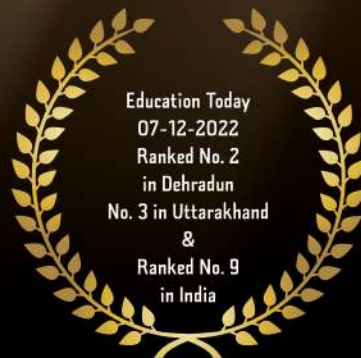 Education Today
07-12-2022
Ranked No. 2
in Dehradun
No. 3 in Uttarakhand
&
Ranked No. 9
in India